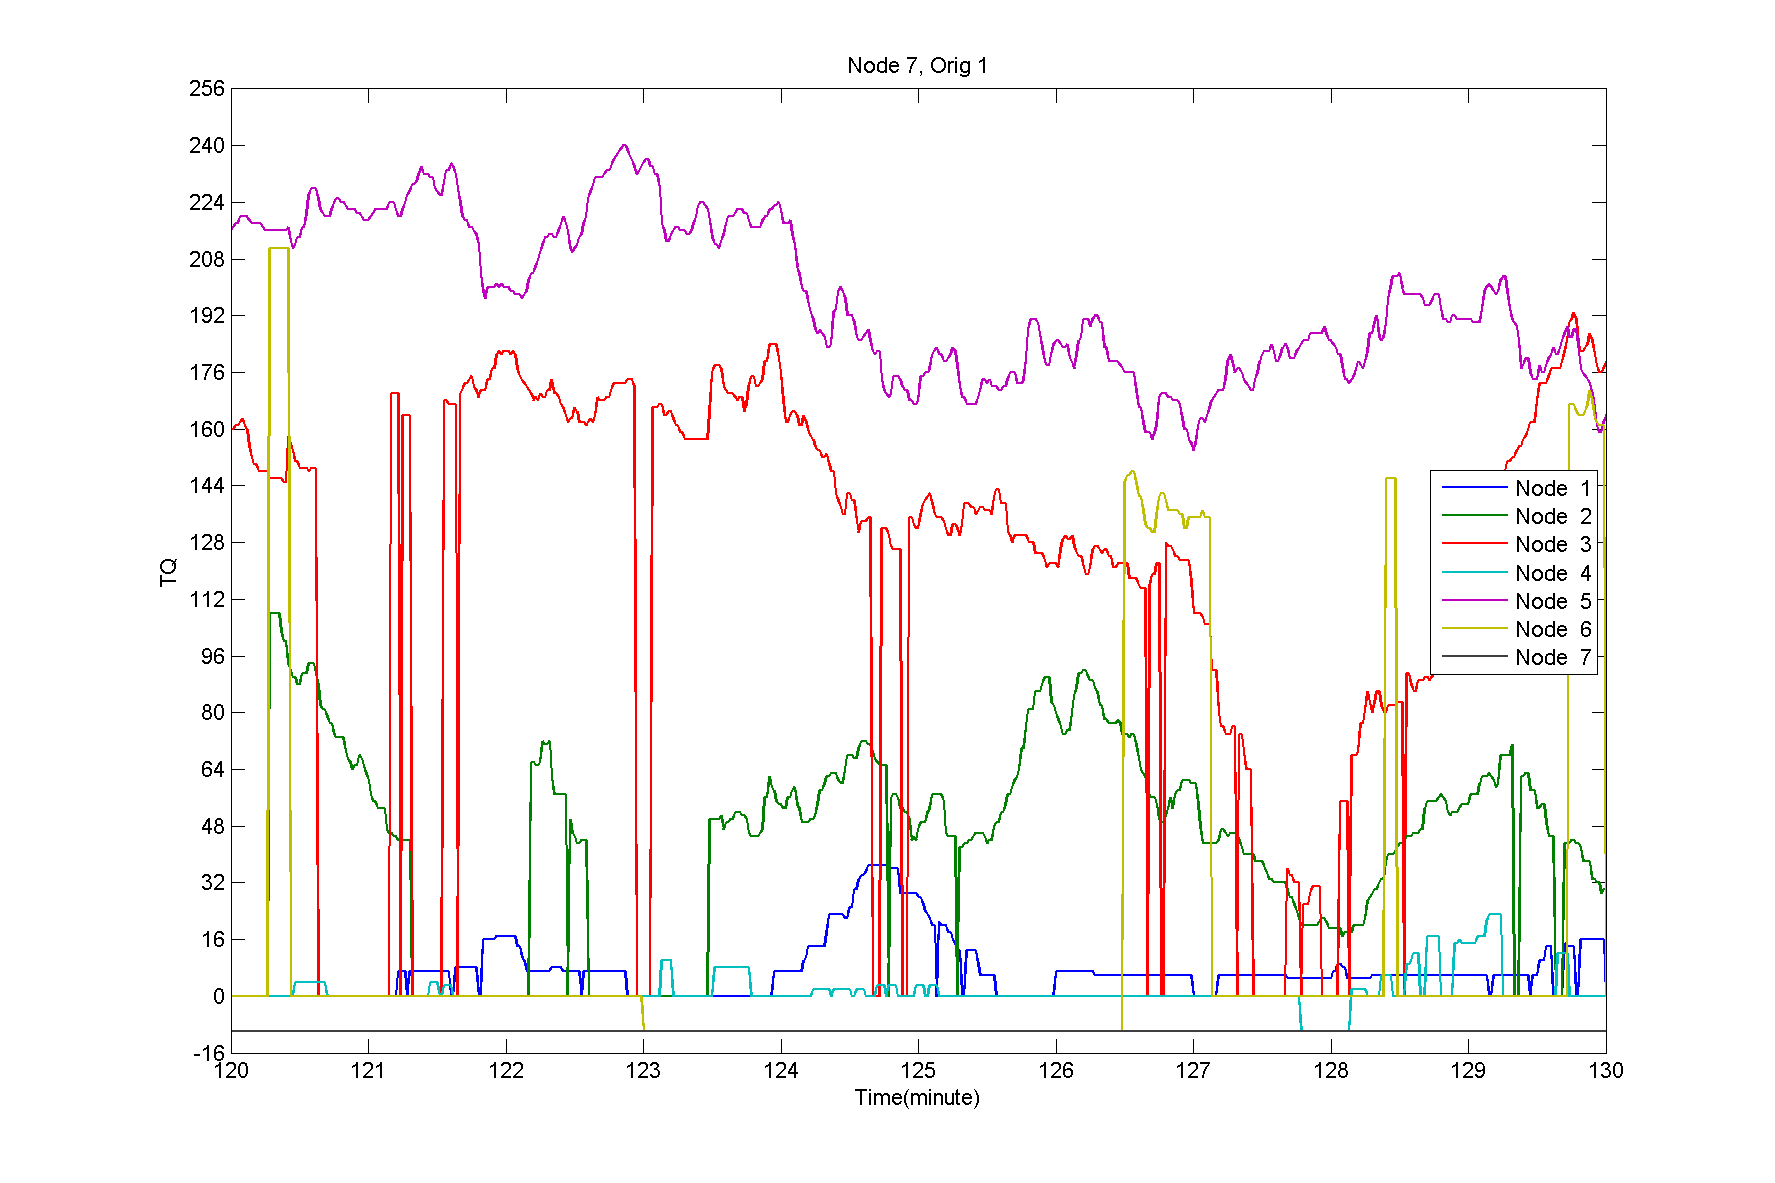 Node 7, Orig 1
256
240
224
208
192
176
160
144
128
112
96
80
64
48
32
16
0
-16
TQ
Node 1
Node 2
Node 3
Node 4
Node 5
Node 6
Node 7
120 121 122 123 124 125 126 127 128 129 130
Time(minute)